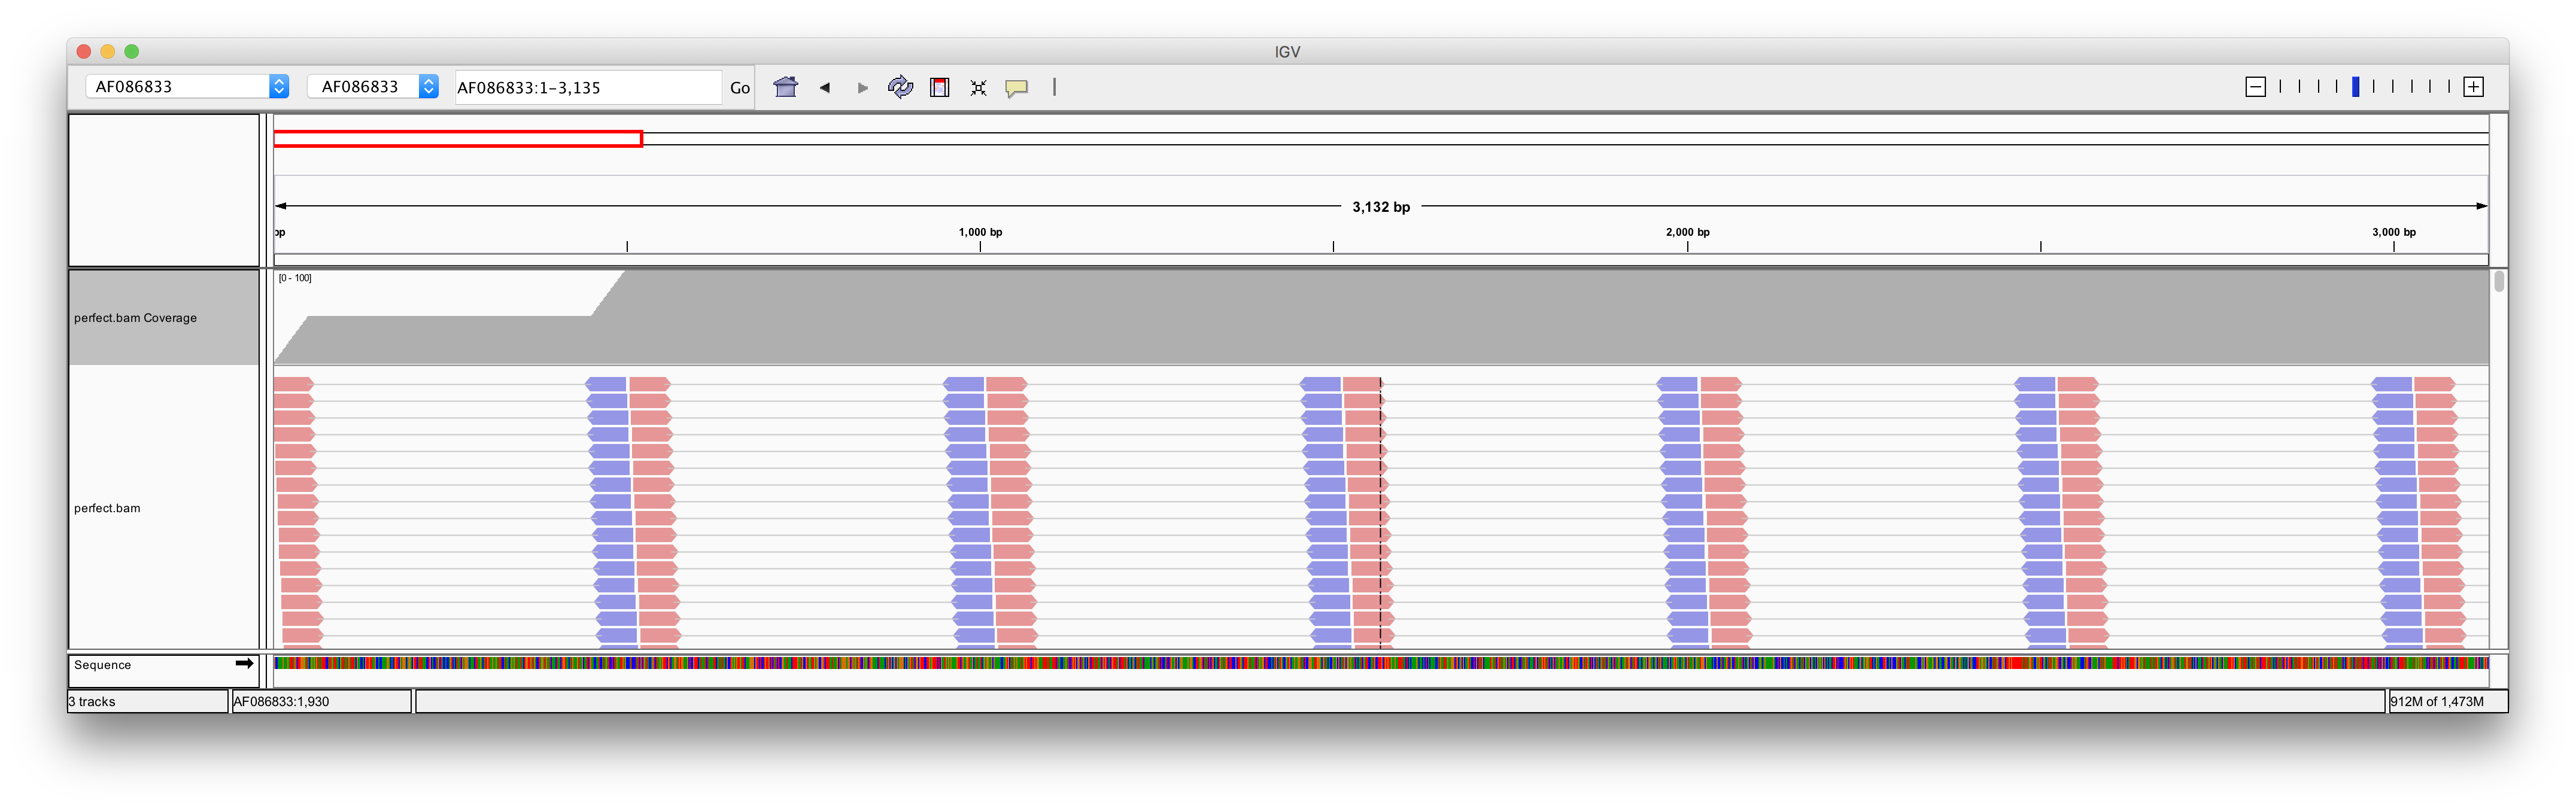 IGV
AF086833 AF086833 AF086833:1-3,135 Go
3,132 bp
bp 1,000 bp 2,000 bp 3,000 bp
[0 - 100]
perfect.bam Coverage
perfect.bam
Sequence
3 tracks AF086833:1,930 912M of 1,473M